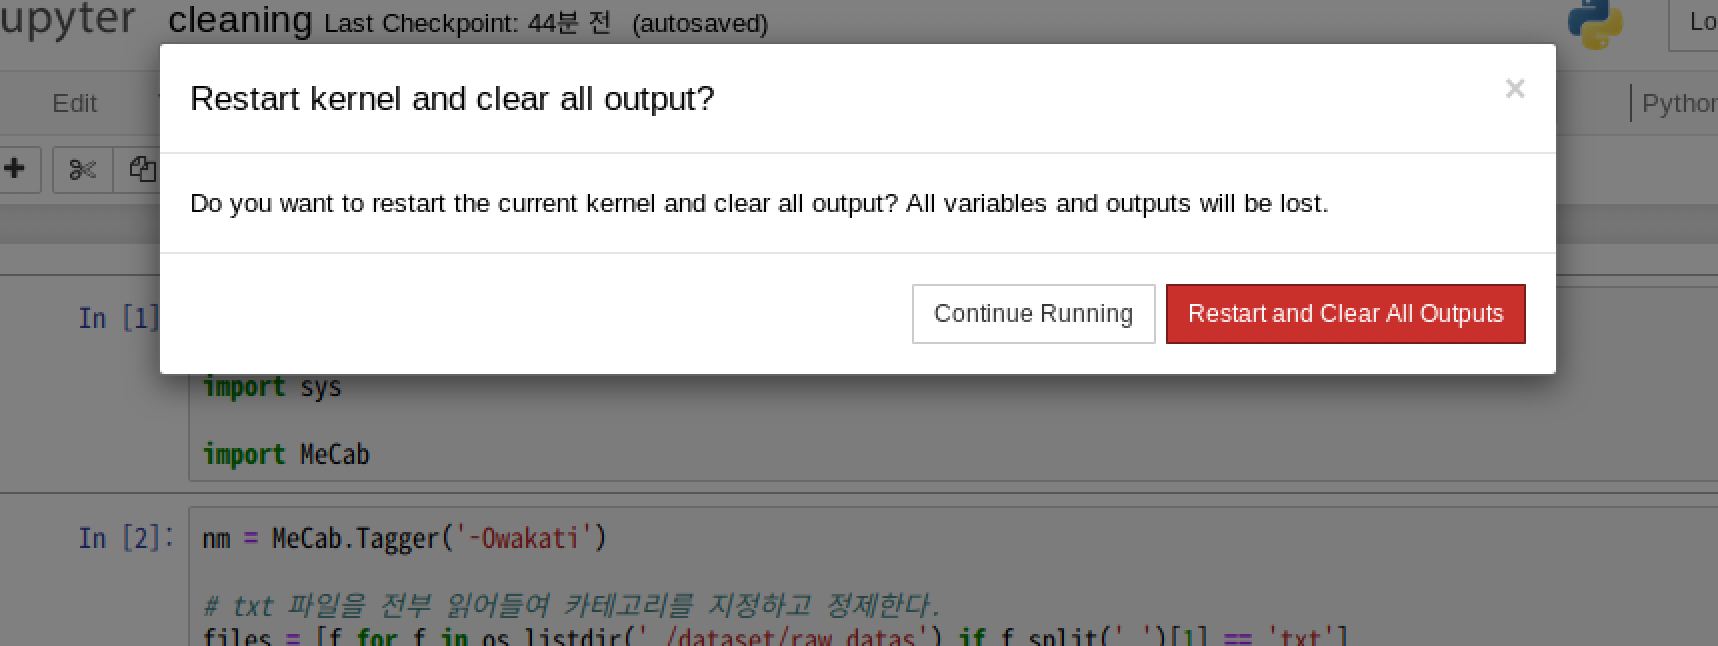 upyter cleaning Last Checkpoint: 44분 전 (autosaved)
Restart kernel and clear all output? ×
Edit
Python
Do you want to restart the current kernel and clear all output? All variables and outputs will be lost.
Continue Running Restart and Clear All Outputs
In [1]
import sys
import MeCab
In [2]: nm = MeCab.Tagger('-Owakati')
# txt 파일을 전부 읽어들여 카테고리를 지정하고 정제한다.
files = [f for f in os.listdir('./dataset/raw_datas') if f.split('.')[1] == 'txt']